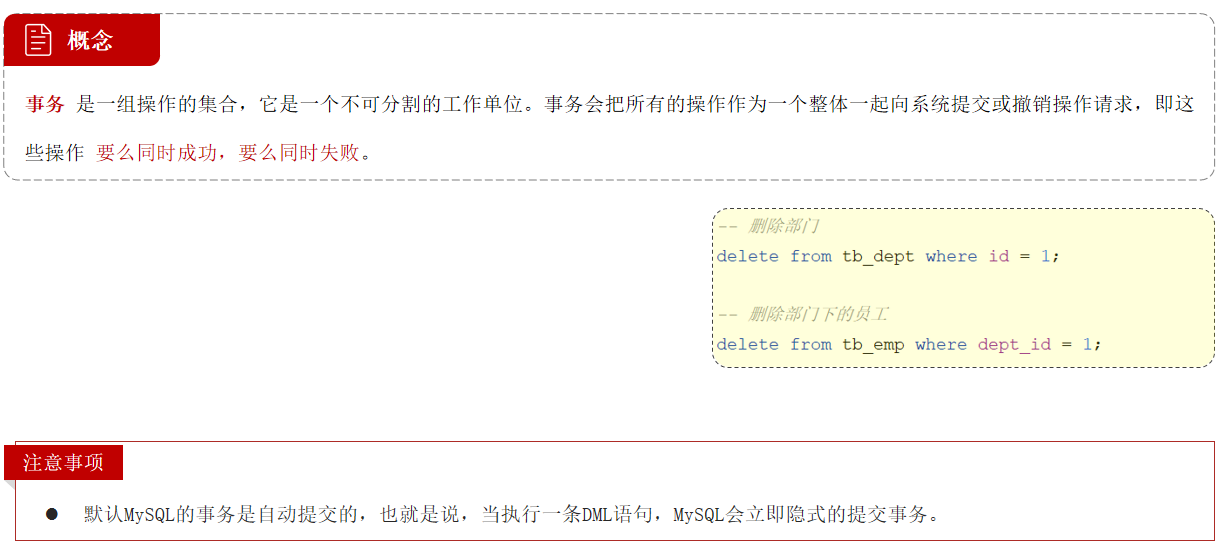 概念
事务 是一组操作的集合，它是一个不可分割的工作单位。事务会把所有的操作作为一个整体一起向系统提交或撤销操作请求，即这
些操作 要么同时成功，要么同时失败。
-- 删除部门
delete from tb_dept where id = 1;
-- 删除部门下的员工
delete from tb_emp where dept_id = 1;
注意事项
● 默认MySQL的事务是自动提交的，也就是说，当执行一条DML语句，MySQL会立即隐式的提交事务。